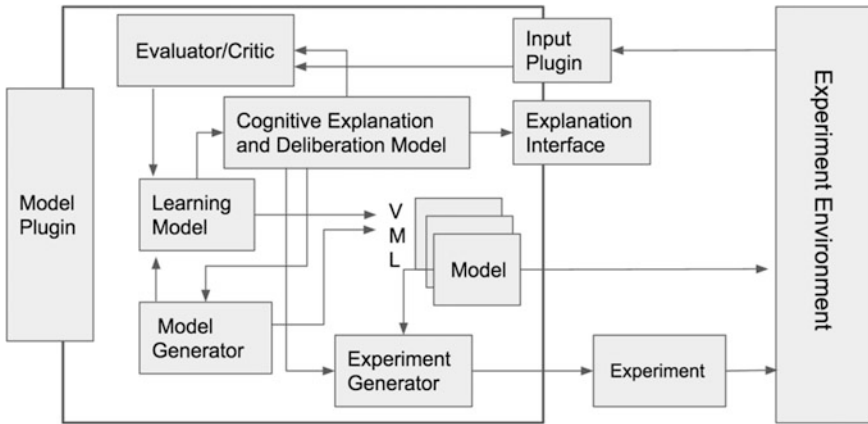 Evaluator/Critic
Input
Plugin
Cognitive Explanation
and Deliberation Model
Explanation
Interface
Model
Plugin
Learning
Model
V
M
L
Model
Model
Generator
Experiment
Generator
Experiment
Experiment Environment